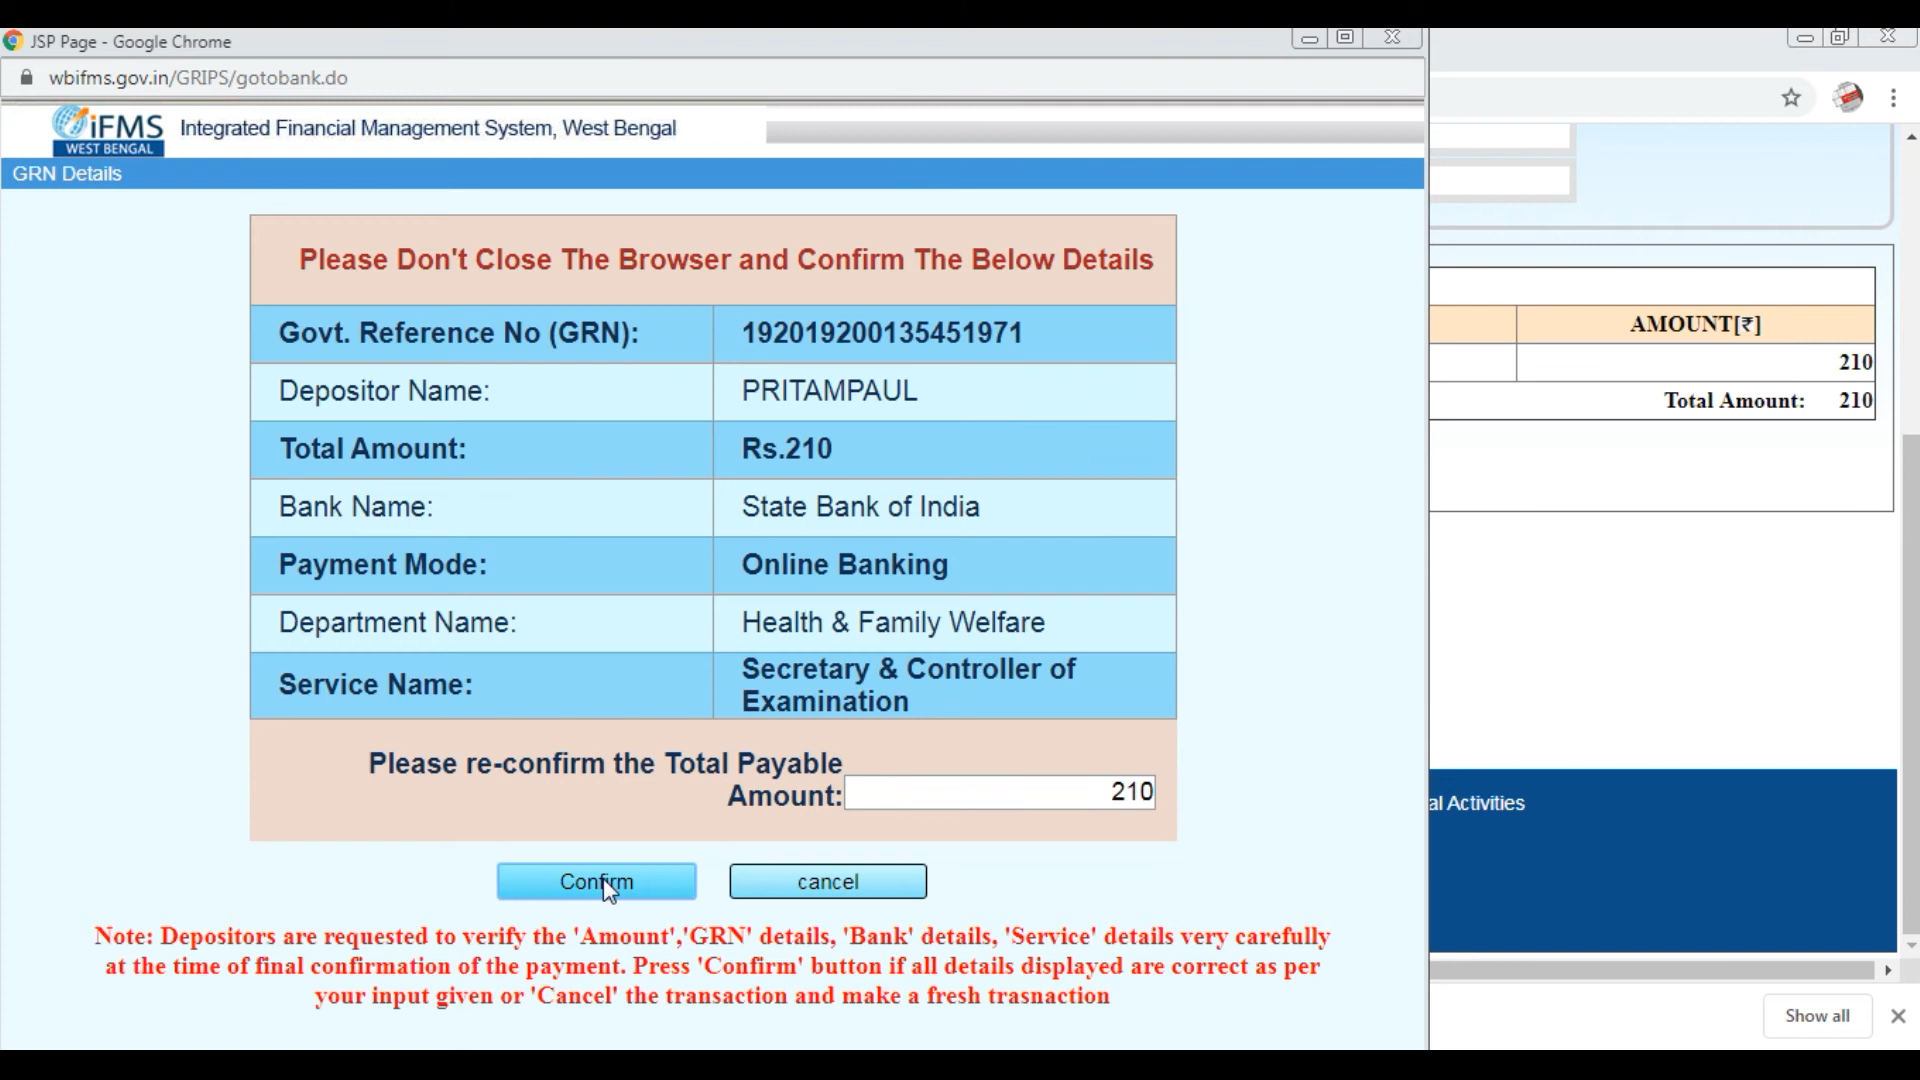 JSP Page - Google Chrome
wbifms.gov.in/GRIPS/gotobank.do
iFMS
WEST BENGAL
Integrated Financial Management System, West Bengal
GRN Details
Please Don't Close The Browser and Confirm The Below Details
Govt. Reference No (GRN): 192019200135451971
Depositor Name: PRITAMPAUL
Total Amount: Rs.210
Bank Name: State Bank of India
Payment Mode: Online Banking
Department Name: Health & Family Welfare
Service Name: Secretary & Controller of
Examination
Please re-confirm the Total Payable
Amount: 210
Confirm cancel
Note: Depositors are requested to verify the 'Amount','GRN' details, 'Bank' details, 'Service' details very carefully
at the time of final confirmation of the payment. Press 'Confirm' button if all details displayed are correct as per
your input given or 'Cancel' the transaction and make a fresh trasnaction
AMOUNT[₹]
210
Total Amount: 210
al Activities
Show all